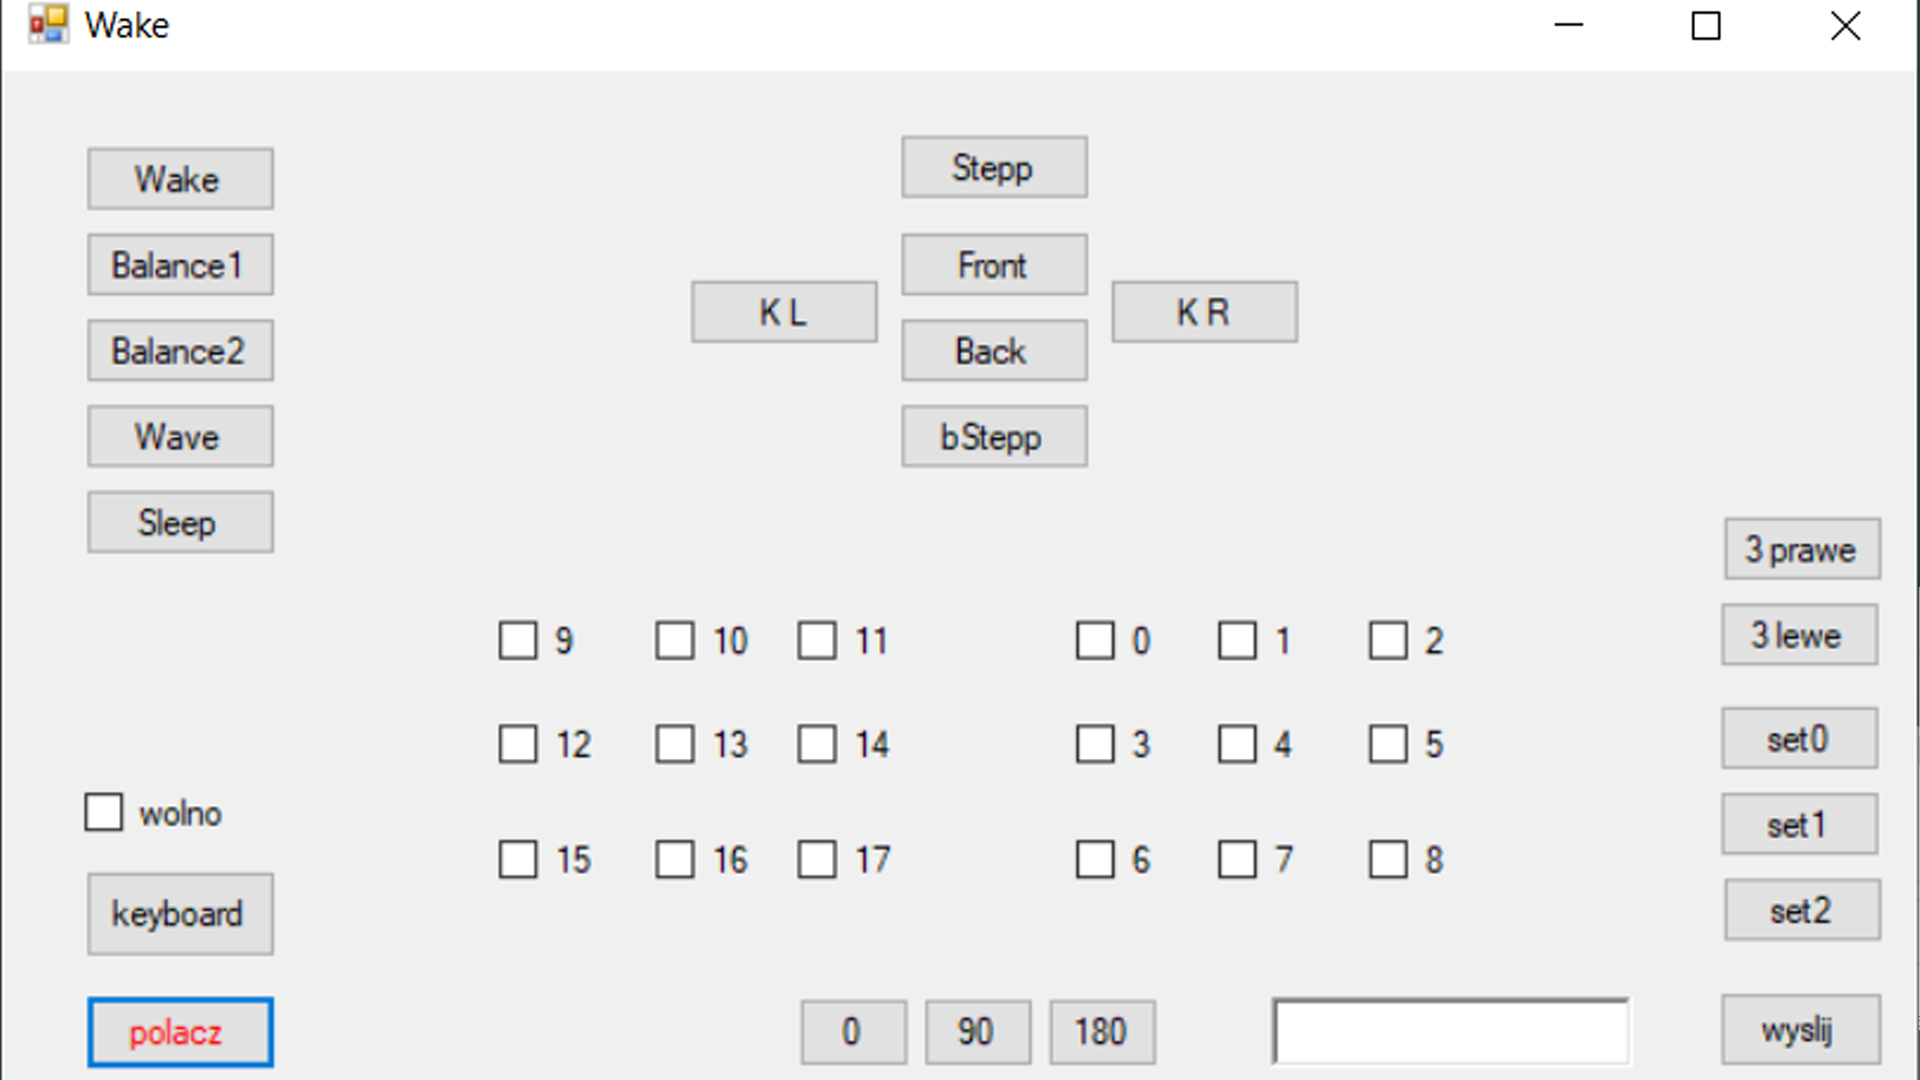 Wake
Wake
Balance1
Balance2
Wave
Sleep
Stepp
Front
K L
K R
Back
bStepp
3 prawe
3 lewe
set0
set1
set2
9 10 11 0 1 2
12 13 14 3 4 5
15 16 17 6 7 8
wolno
keyboard
polacz
0 90 180
wyslij